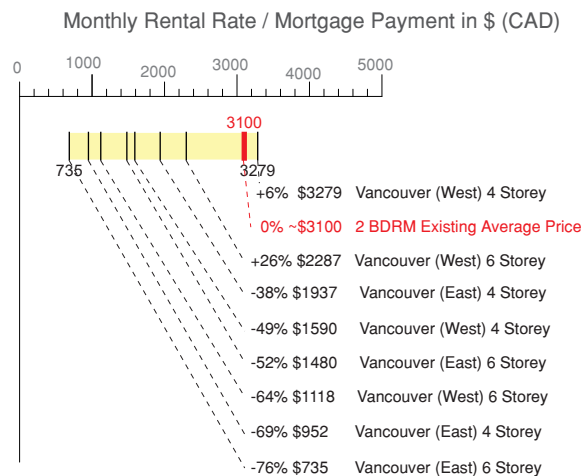 Monthly Rental Rate / Mortgage Payment in $ (CAD)
0 1000 2000 3000 4000 5000
3100
735 3279
+6% $3279 Vancouver (West) 4 Storey
0% ~$3100 2 BDRM Existing Average Price
+26% $2287 Vancouver (West) 6 Storey
-38% $1937 Vancouver (East) 4 Storey
-49% $1590 Vancouver (West) 4 Storey
-52% $1480 Vancouver (East) 6 Storey
-64% $1118 Vancouver (West) 6 Storey
-69% $952 Vancouver (East) 4 Storey
-76% $735 Vancouver (East) 6 Storey